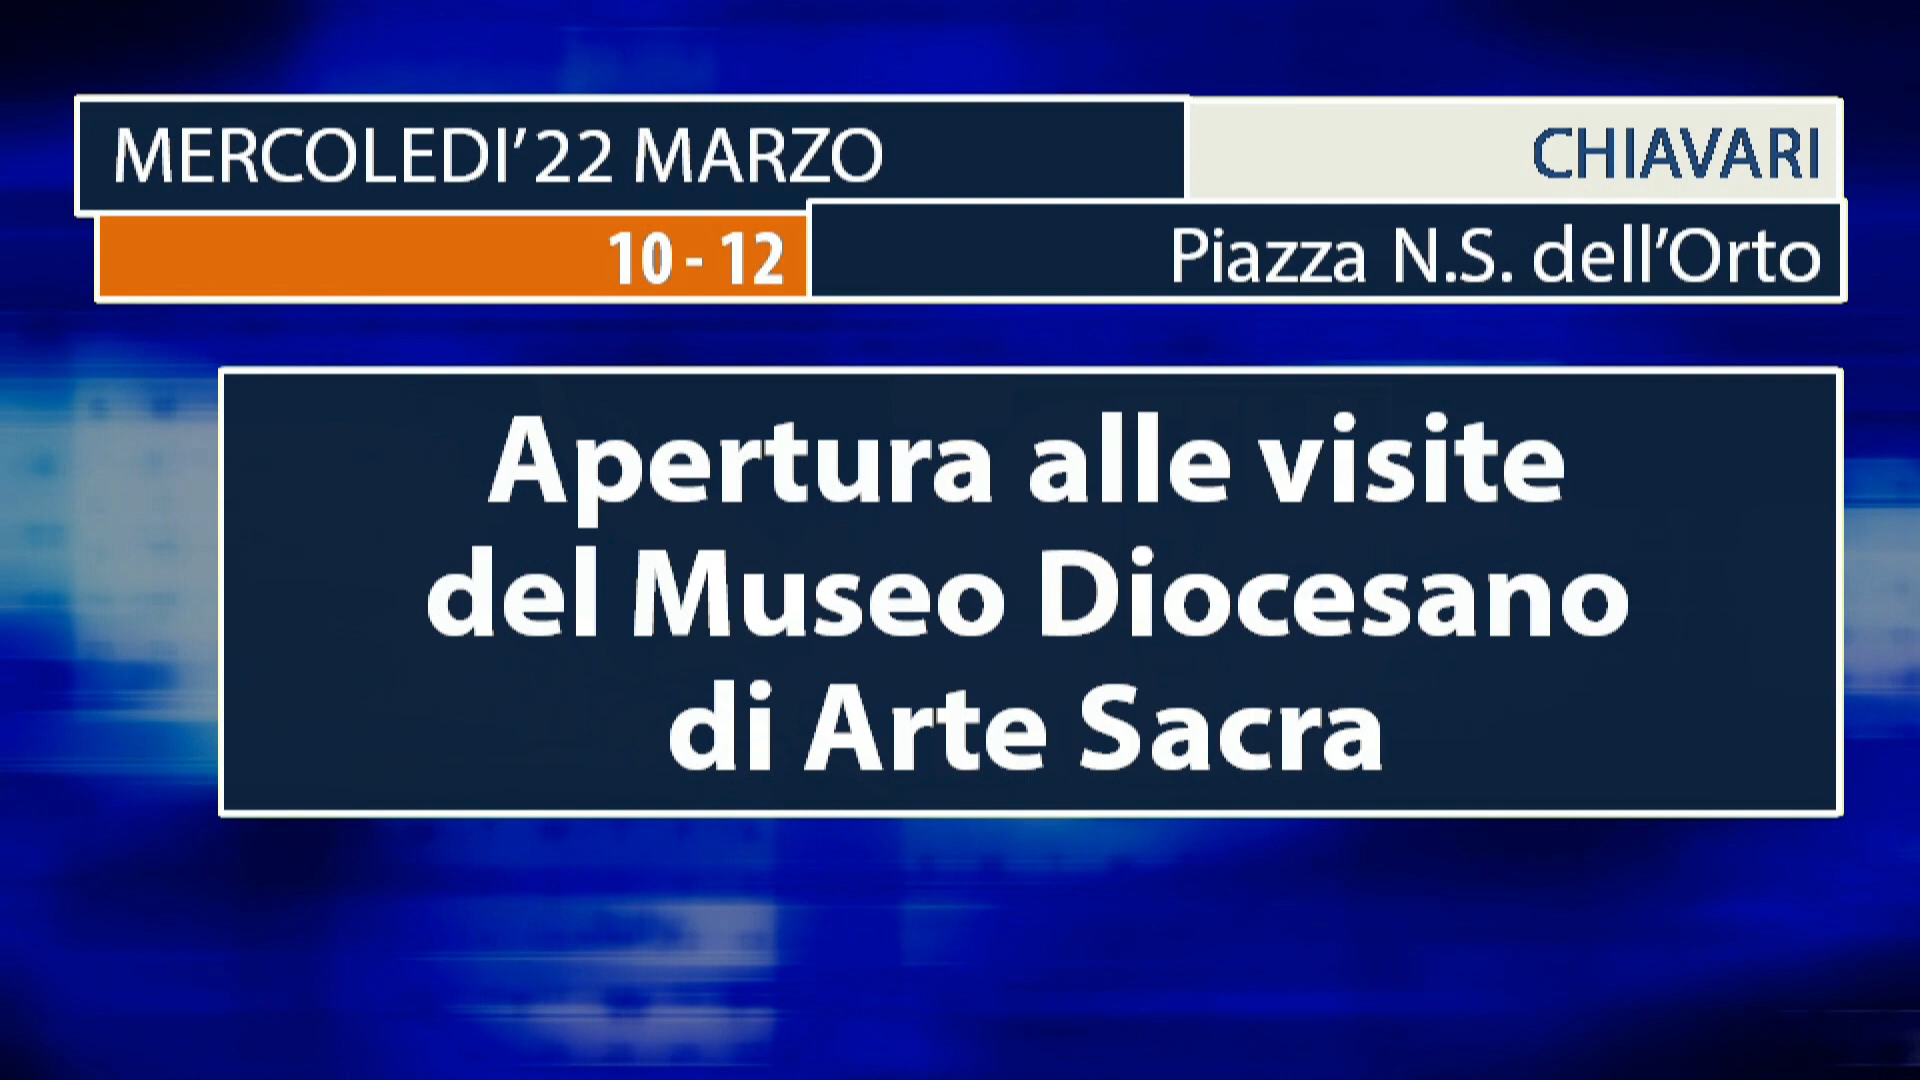 MERCOLEDI' 22 MARZO
CHIAVARI
10 - 12
Piazza N.S. dell'Orto
Apertura alle visite
del Museo Diocesano
di Arte Sacra